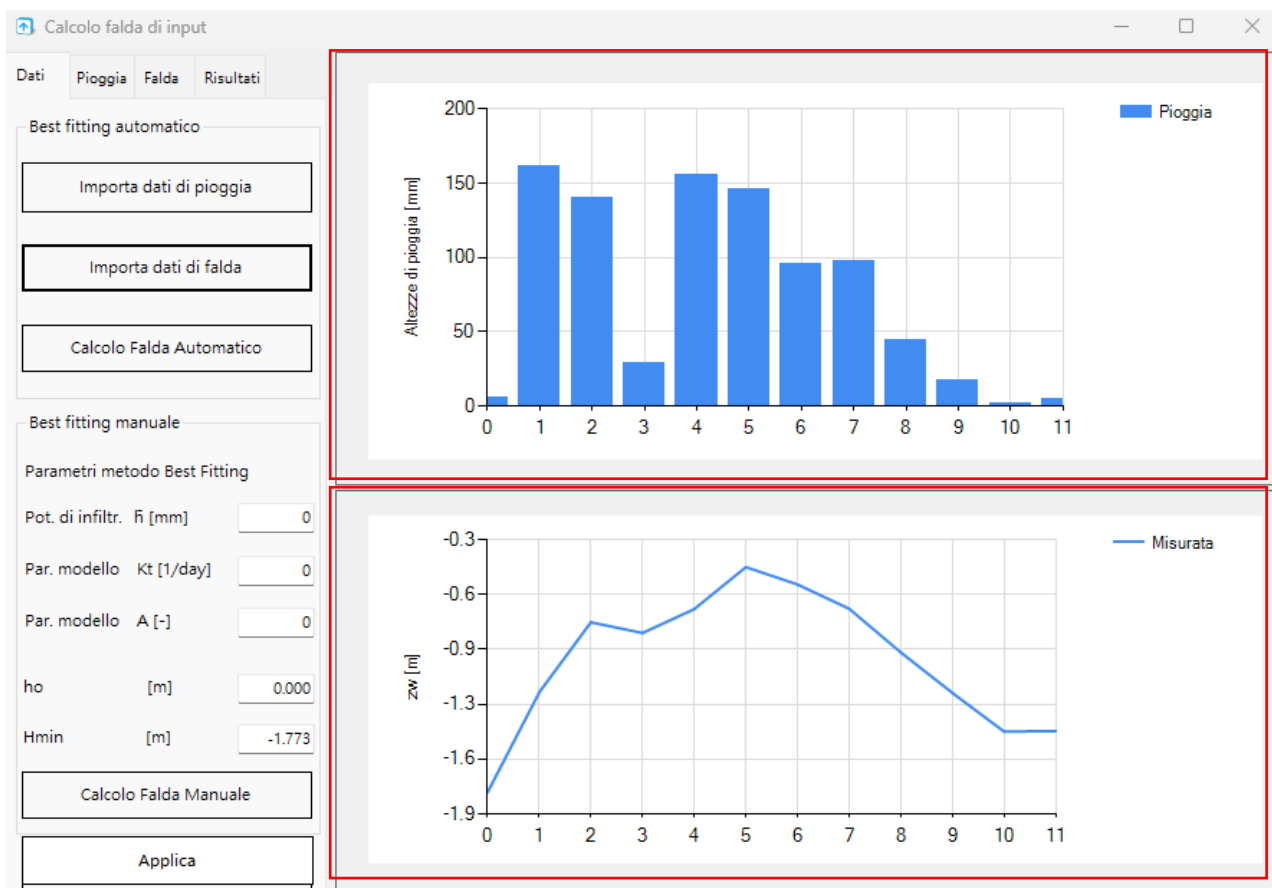 Calcolo falda di input
Dati Pioggia Falda Risultati
Best fitting automatico
Importa dati di pioggia
Importa dati di falda
Calcolo Falda Automatico
Best fitting manuale
Parametri metodo Best Fitting
Pot. di infiltr. h̄ [mm] 0
Par. modello Kt [1/day] 0
Par. modello A [-] 0
ho [m] 0.000
Hmin [m] -1.773
Calcolo Falda Manuale
Applica
Altezze di pioggia [mm]
200
150
100
50
0
0 1 2 3 4 5 6 7 8 9 10 11
Pioggia
zw [m]
-0.3
-0.6
-0.9
-1.3
-1.6
-1.9
0 1 2 3 4 5 6 7 8 9 10 11
Misurata